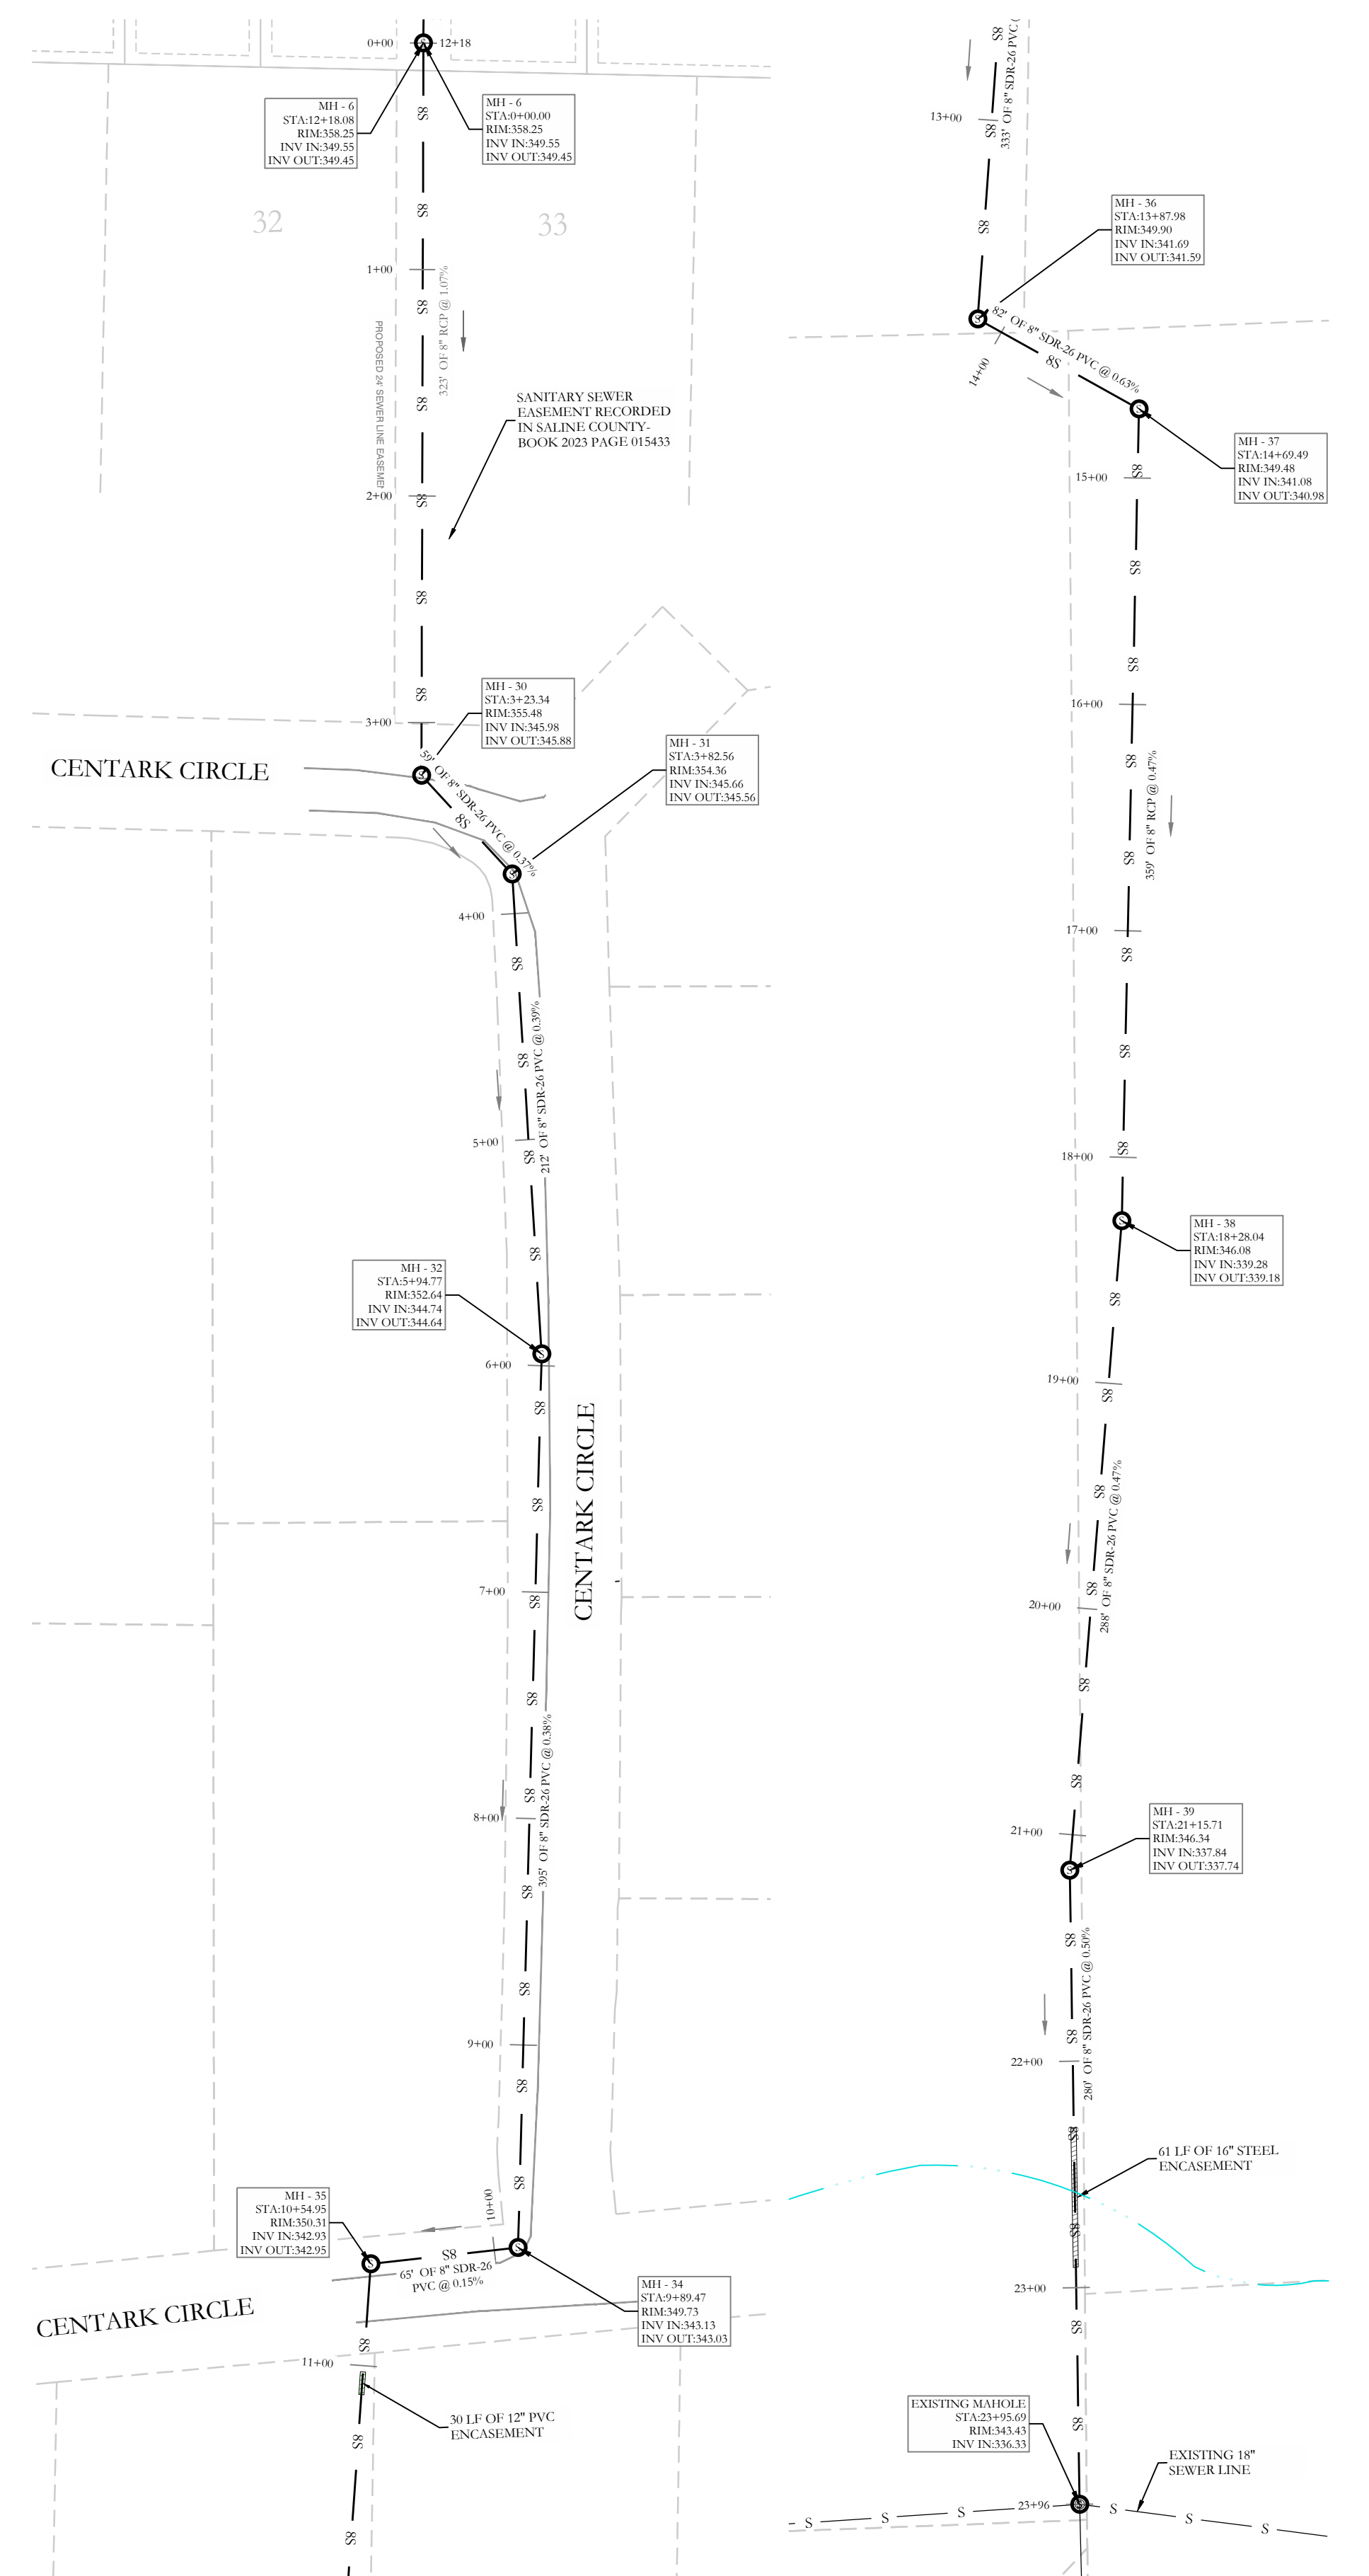 0+00
12+18
MH - 6
STA:12+18.08
RIM:358.25
INV IN:349.55
INV OUT:349.45
MH - 6
STA:0+00.00
RIM:358.25
INV IN:349.55
INV OUT:349.45
32
33
1+00
323' OF 8" RCP @ 1.07%
PROPOSED 24' SEWER LINE EASEMEN
SANITARY SEWER
EASEMENT RECORDED
IN SALINE COUNTY-
BOOK 2023 PAGE 015433
2+00
3+00
MH - 30
STA:3+23.34
RIM:355.48
INV IN:345.98
INV OUT:345.88
MH - 31
STA:3+82.56
RIM:354.36
INV IN:345.66
INV OUT:345.56
CENTARK CIRCLE
59' OF 8" SDR-26 PVC @ 0.37%
8S
4+00
212' OF 8" SDR-26 PVC @ 0.39%
5+00
MH - 32
STA:5+94.77
RIM:352.64
INV IN:344.74
INV OUT:344.64
6+00
CENTARK CIRCLE
7+00
395' OF 8" SDR-26 PVC @ 0.38%
8+00
9+00
10+00
MH - 35
STA:10+54.95
RIM:350.31
INV IN:342.93
INV OUT:342.95
S8
65' OF 8" SDR-26
PVC @ 0.15%
MH - 34
STA:9+89.47
RIM:349.73
INV IN:343.13
INV OUT:343.03
CENTARK CIRCLE
11+00
30 LF OF 12" PVC
ENCASEMENT
8S
333' OF 8" SDR-26 PVC (
13+00
MH - 36
STA:13+87.98
RIM:349.90
INV IN:341.69
INV OUT:341.59
82' OF 8" SDR-26 PVC @ 0.63%
8S
14+00
MH - 37
STA:14+69.49
RIM:349.48
INV IN:341.08
INV OUT:340.98
15+00
16+00
359' OF 8" RCP @ 0.47%
17+00
18+00
MH - 38
STA:18+28.04
RIM:346.08
INV IN:339.28
INV OUT:339.18
19+00
288' OF 8" SDR-26 PVC @ 0.47%
20+00
21+00
MH - 39
STA:21+15.71
RIM:346.34
INV IN:337.84
INV OUT:337.74
280' OF 8" SDR-26 PVC @ 0.50%
22+00
61 LF OF 16" STEEL
ENCASEMENT
23+00
EXISTING MAHOLE
STA:23+95.69
RIM:343.43
INV IN:336.33
EXISTING 18"
SEWER LINE
23+96
S S S S S S